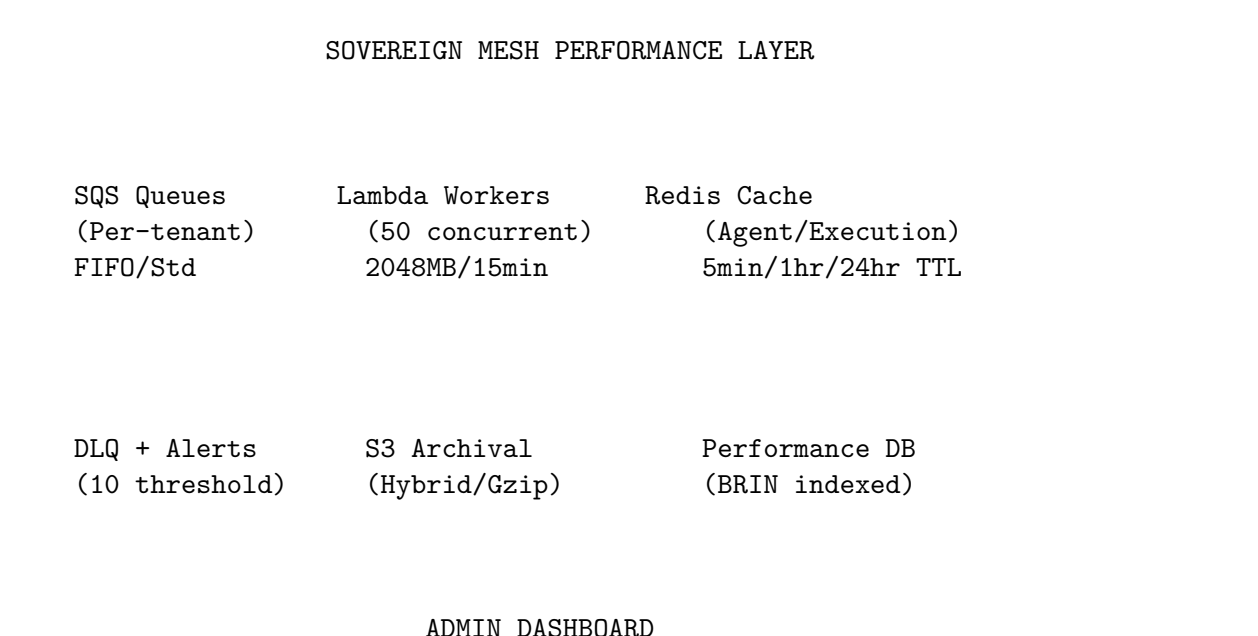 SOVEREIGN MESH PERFORMANCE LAYER
SQS Queues Lambda Workers Redis Cache
(Per-tenant) (50 concurrent) (Agent/Execution)
FIFO/Std 2048MB/15min 5min/1hr/24hr TTL
DLQ + Alerts S3 Archival Performance DB
(10 threshold) (Hybrid/Gzip) (BRIN indexed)
ADMIN DASHBOARD